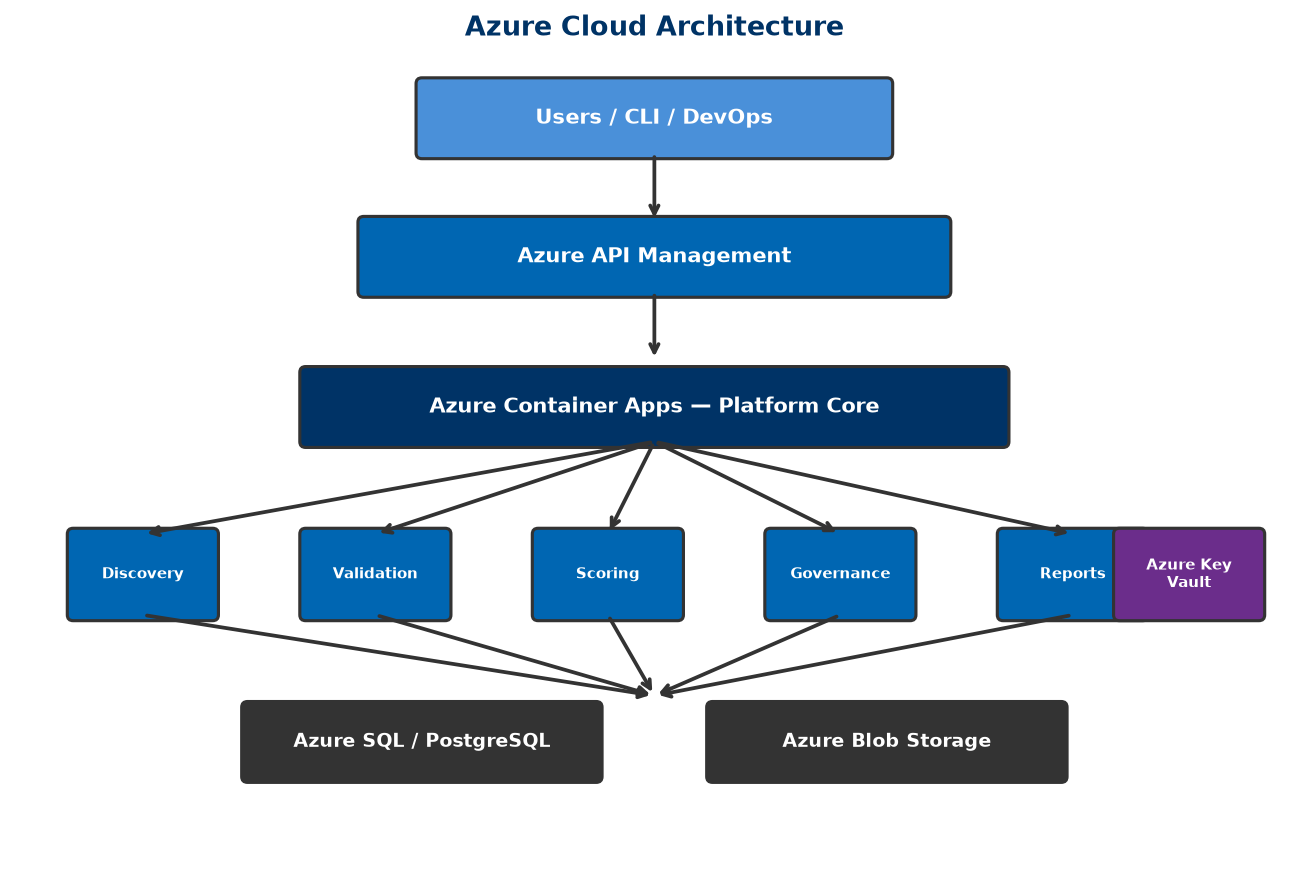 Azure Cloud Architecture
Users / CLI / DevOps
Azure API Management
Azure Container Apps — Platform Core
Discovery
Validation
Scoring
Governance
Reports
Azure Key
Vault
Azure SQL / PostgreSQL
Azure Blob Storage